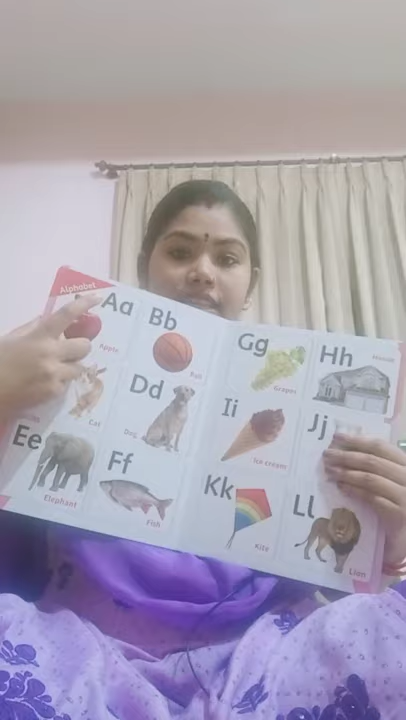 Alphabet
Aa
Apple
Bb
Ball
Cat
Dd
Dog
Ee
Elephant
Ff
Fish
Gg
Grapes
Hh
House
Ii
Ice cream
Jj
Kk
Kite
Ll
Lion